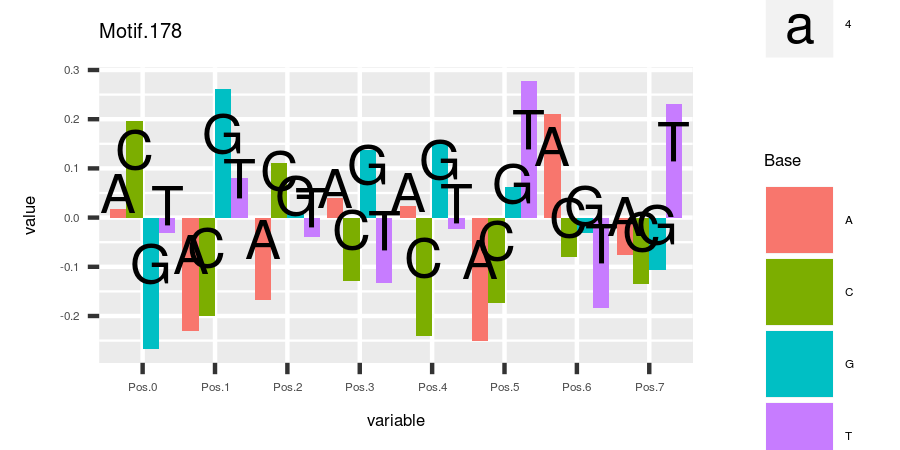 Motif.178
a
4
0.3
0.2
0.1
0.0
-0.1
-0.2
value
A C G T
A C G T
A C G T
A C G T
A C G T
A C G T
A C G T
A C G T
Pos.0 Pos.1 Pos.2 Pos.3 Pos.4 Pos.5 Pos.6 Pos.7
variable
Base
A
C
G
T